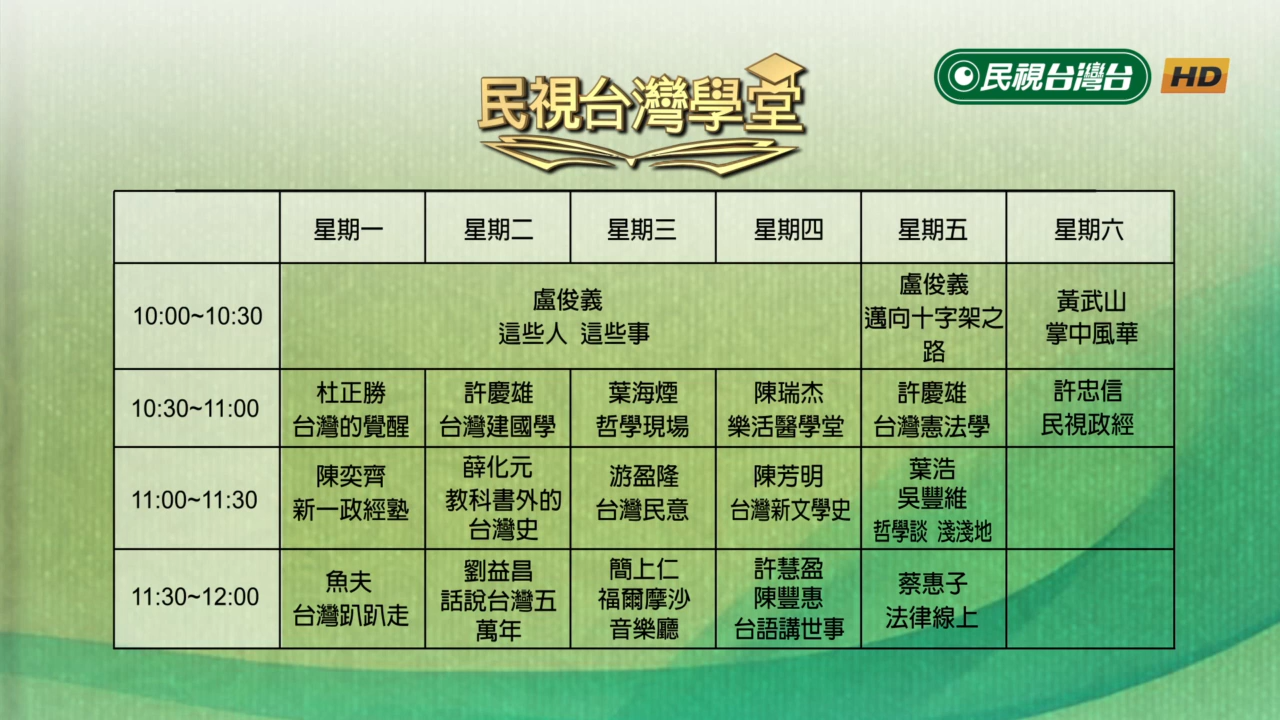 民視台灣學堂
民視台灣台 HD
星期一 星期二 星期三 星期四 星期五 星期六
10:00~10:30
盧俊義
這些人 這些事
盧俊義
邁向十字架之
路
黃武山
掌中風華
10:30~11:00
杜正勝
台灣的覺醒
許慶雄
台灣建國學
葉海煙
哲學現場
陳瑞杰
樂活醫學堂
許慶雄
台灣憲法學
許忠信
民視政經
11:00~11:30
陳奕齊
新一政經塾
薛化元
教科書外的
台灣史
游盈隆
台灣民意
陳芳明
台灣新文學史
葉浩
吳豐維
哲學談 淺淺地
11:30~12:00
魚夫
台灣趴趴走
劉益昌
話說台灣五
萬年
簡上仁
福爾摩沙
音樂廳
許慧盈
陳豐惠
台語講世事
蔡惠子
法律線上